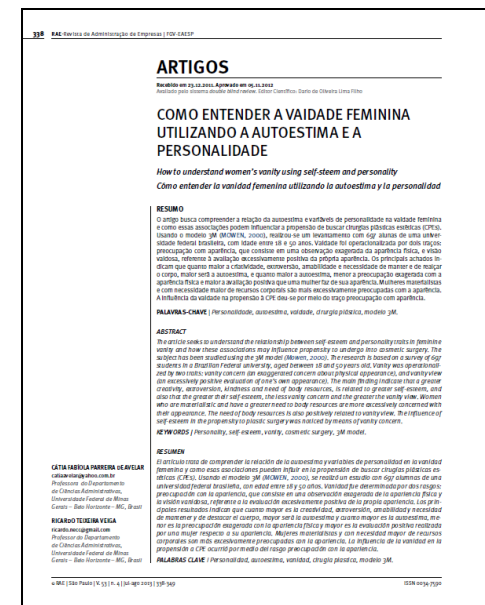 338 RAE-Revista de Administração de Empresas | FGV-EAESP
ARTIGOS
Recebido em 23.12.2011. Aprovado em 05.11.2012
Avaliado pelo sistema double blind review. Editor Científico: Dario de Oliveira Lima Filho
COMO ENTENDER A VAIDADE FEMININA
UTILIZANDO A AUTOESTIMA E A
PERSONALIDADE
How to understand women's vanity using self-steem and personality
Cómo entender la vanidad femenina utilizando la autoestima y la personalidad
RESUMO
O artigo busca compreender a relação da autoestima e variáveis de personalidade na vaidade feminina
e como essas associações podem influenciar a propensão de buscar cirurgias plásticas estéticas (CPEs).
Usando o modelo 3M (MOWEN, 2000), realizou-se um levantamento com 697 alunas de uma univer-
sidade federal brasileira, com idade entre 18 e 50 anos. Vaidade foi operacionalizada por dois traços:
preocupação com aparência, que consiste em uma observação exagerada da aparência física, e visão
vaidosa, referente à avaliação excessivamente positiva da própria aparência. Os principais achados in-
dicam que quanto maior a criatividade, extroversão, amabilidade e necessidade de manter e de realçar
o corpo, maior será a autoestima, e quanto maior a autoestima, menor a preocupação exagerada com a
aparência física e maior a avaliação positiva que uma mulher faz de sua aparência. Mulheres materialistas
e com necessidade maior de recursos corporais são mais excessivamente preocupadas com a aparência.
A influência da vaidade na propensão à CPE deu-se por meio do traço preocupação com aparência.
PALAVRAS-CHAVE | Personalidade, autoestima, vaidade, cirurgia plástica, modelo 3M.
ABSTRACT
The article seeks to understand the relationship between self-esteem and personality traits in feminine
vanity and how these associations may influence propensity to undergo into cosmetic surgery. The
subject has been studied using the 3M model (Mowen, 2000). The research is based on a survey of 697
students in a Brazilian Federal University, aged between 18 and 50 years old. Vanity was operationali-
zed by two traits: vanity concern (an exaggerated concern about physical appearance), and vanity view
(an excessively positive evaluation of one's own appearance). The main finding indicate that a greater
creativity, extroversion, kindness and need of body resources, is related to greater self-esteem, and
also that the greater their self-esteem, the less vanity concern and the greater the vanity view. Women
who are materialistic and have a greater need to body resources are more excessively concerned with
their appearance. The need of body resources is also positively related to vanity view. The influence of
self-esteem in the propensity to plastic surgery was noticed by means of vanity concern.
KEYWORDS | Personality, self-esteem, vanity, cosmetic surgery, 3M model.
RESUMEN
El artículo trata de comprender la relación de la autoestima y variables de personalidad en la vanidad
femenina y como esas asociaciones pueden influir en la propensión de buscar cirugías plásticas es-
téticas (CPEs). Usando el modelo 3M (MOWEN, 2000), se realizó un estudio con 697 alumnas de una
universidad federal brasileña, con edad entre 18 y 50 años. Vanidad fue determinada por dos rasgos:
preocupación con la apariencia, que consiste en una observación exagerada de la apariencia física y
la visión vanidosa, referente a la evaluación excesivamente positiva de la propia apariencia. Los prin-
cipales resultados indican que cuanto mayor es la creatividad, extroversión, amabilidad y necesidad
de mantener y de destacar el cuerpo, mayor será la autoestima y cuanto mayor es la autoestima, me-
nor es la preocupación exagerada con la apariencia física y mayor es la evaluación positiva realizada
por una mujer respecto a su apariencia. Mujeres materialistas y con necesidad mayor de recursos
corporales son más excesivamente preocupadas con la apariencia. La influencia de la vanidad en la
propensión a CPE ocurrió por medio del rasgo preocupación con la apariencia.
PALABRAS CLAVE | Personalidad, autoestima, vanidad, cirugía plastica, modelo 3M.
CÁTIA FABÍOLA PARREIRA DE AVELAR
catiaavelar@yahoo.com.br
Professora do Departamento
de Ciências Administrativas,
Universidade Federal de Minas
Gerais – Belo Horizonte – MG, Brasil
RICARDO TEIXEIRA VEIGA
ricardo.necc@gmail.com
Professor do Departamento
de Ciências Administrativas,
Universidade Federal de Minas
Gerais – Belo Horizonte – MG, Brasil
© RAE | São Paulo | V. 53 | n. 4 | jul-ago 2013 | 338-349 ISSN 0034-7590